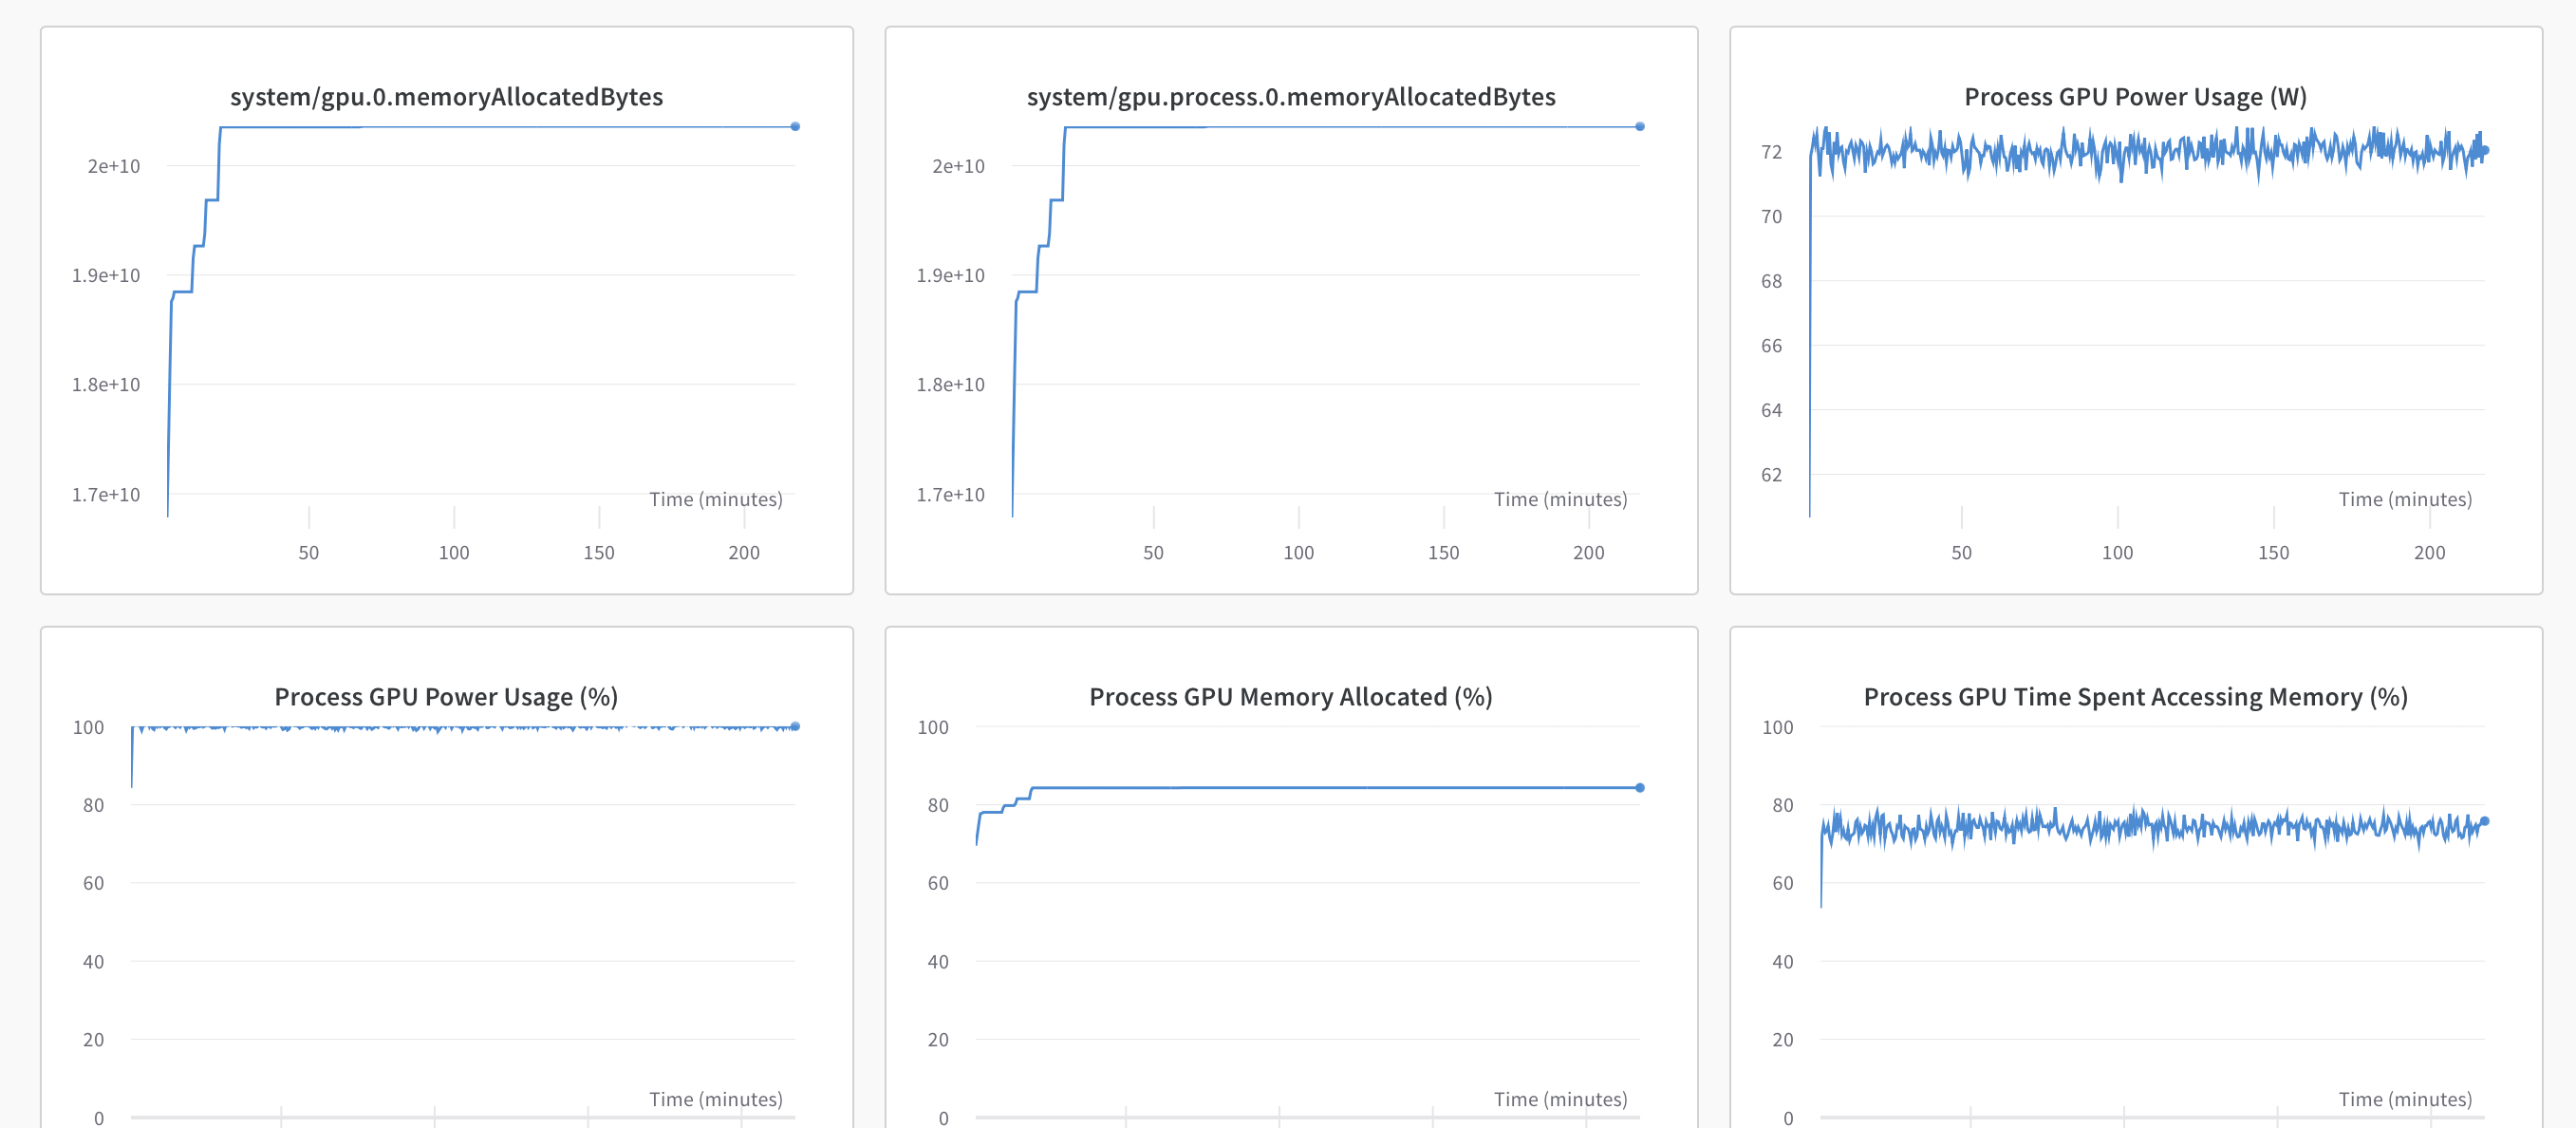 system/gpu.0.memoryAllocatedBytes
2e+10
1.9e+10
1.8e+10
1.7e+10
Time (minutes)
50 100 150 200
system/gpu.process.0.memoryAllocatedBytes
2e+10
1.9e+10
1.8e+10
1.7e+10
Time (minutes)
50 100 150 200
Process GPU Power Usage (W)
72
70
68
66
64
62
Time (minutes)
50 100 150 200
Process GPU Power Usage (%)
100
80
60
40
20
Time (minutes)
0
Process GPU Memory Allocated (%)
100
80
60
40
20
Time (minutes)
0
Process GPU Time Spent Accessing Memory (%)
100
80
60
40
20
Time (minutes)
0